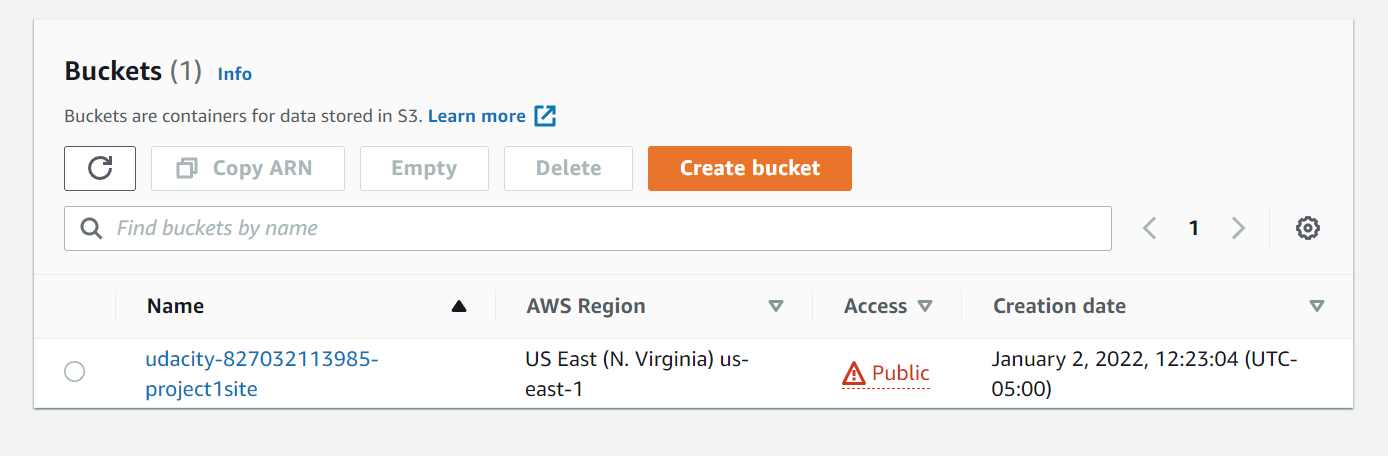 Buckets (1) Info
Buckets are containers for data stored in S3. Learn more
Copy ARN Empty Delete Create bucket
Find buckets by name 1
Name AWS Region Access Creation date
udacity-827032113985- US East (N. Virginia) us- Public January 2, 2022, 12:23:04 (UTC-
project1site east-1 05:00)